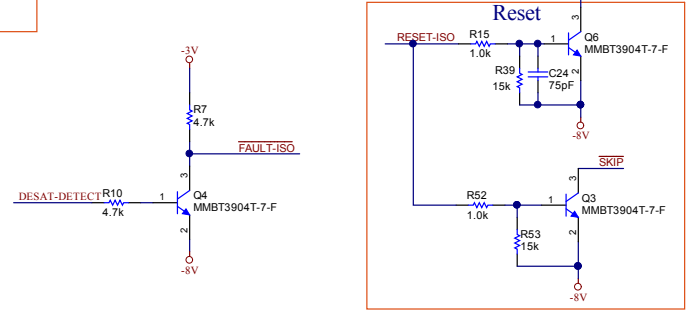 Reset
3
RESET-ISO
R15
1
Q6
1.0k
MMBT3904T-7-F
R39
C24
2
15k
75pF
-8V
-3V
R7
4.7k
FAULT-ISO
3
DESAT-DETECT
R10
1
Q4
4.7k
MMBT3904T-7-F
2
-8V
SKIP
3
R52
1
Q3
1.0k
MMBT3904T-7-F
R53
2
15k
-8V